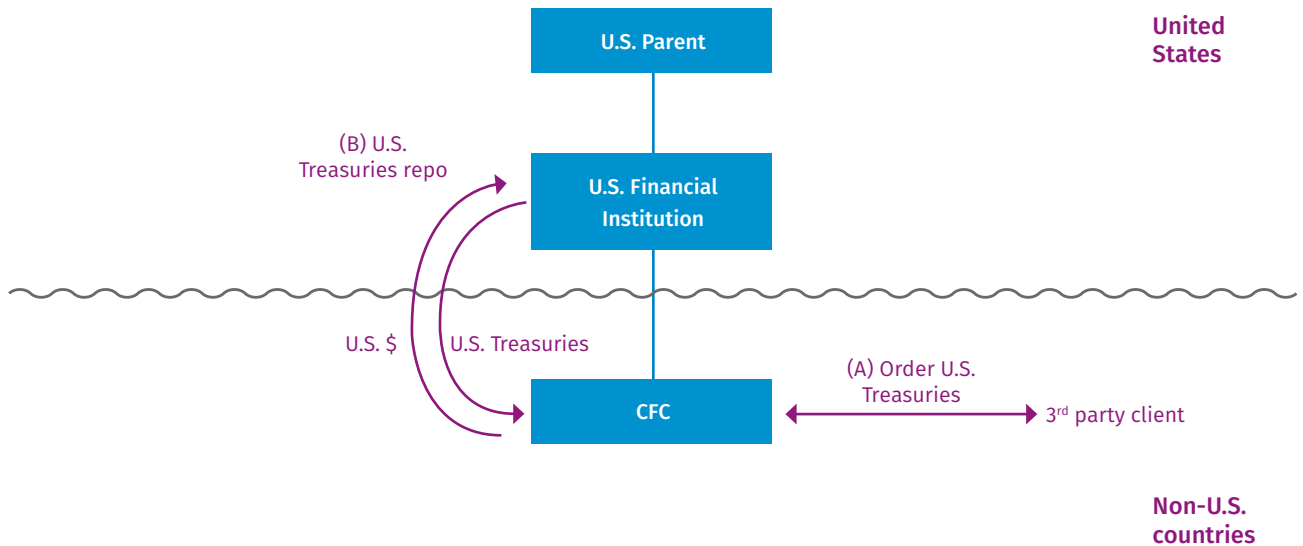 U.S. Parent
United
States
(B) U.S.
Treasuries repo
U.S. Financial
Institution
U.S. $
U.S. Treasuries
(A) Order U.S.
Treasuries
CFC
3rd party client
Non-U.S.
countries